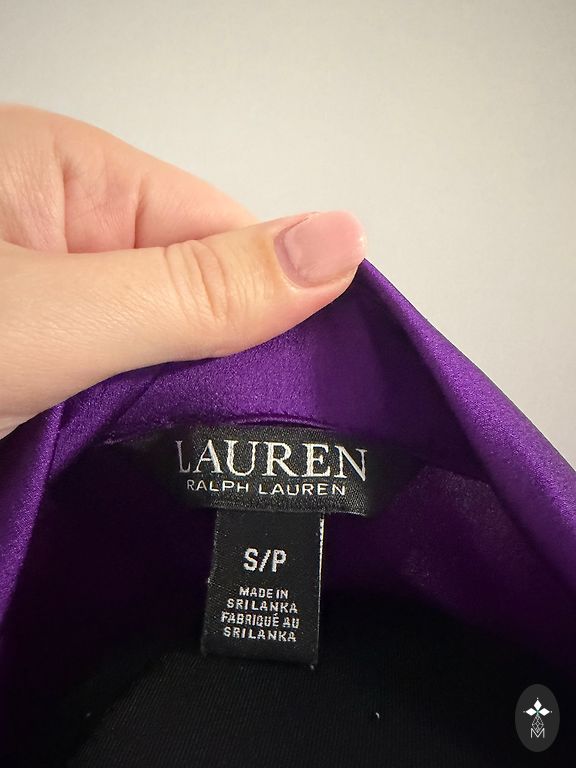 LAUREN
RALPH LAUREN
S/P
MADE IN
SRI LANKA
FABRIQUÉ AU
SRI LANKA
M